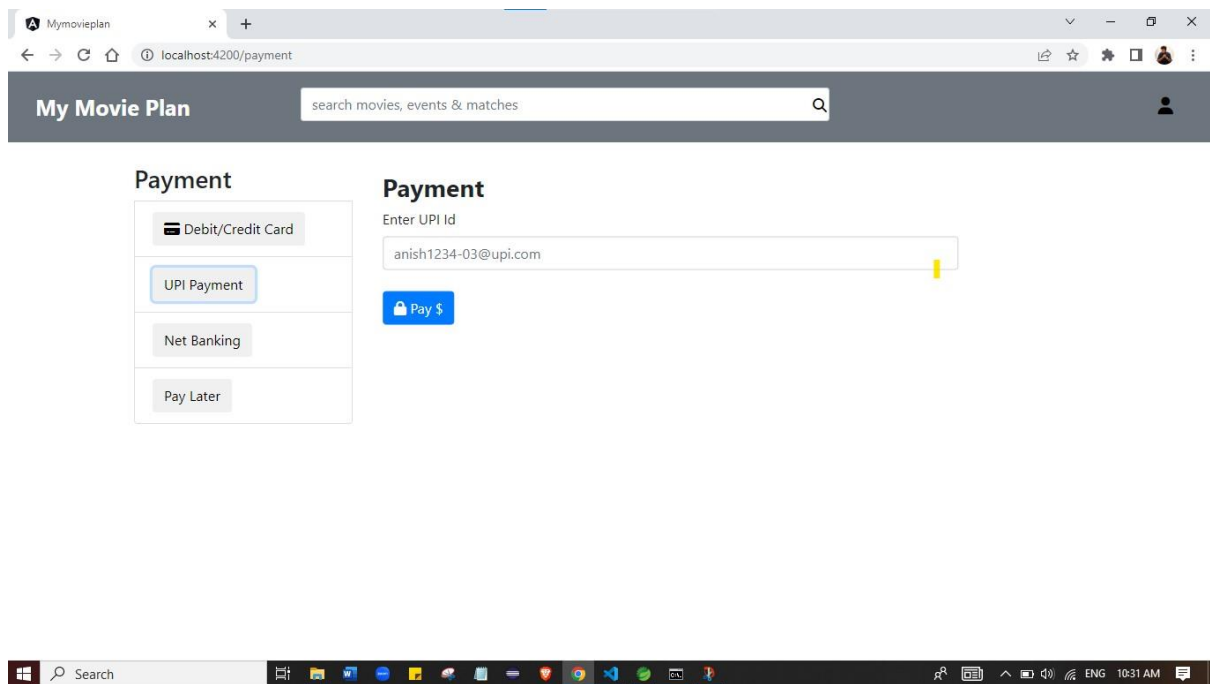 Mymovieplan
localhost:4200/payment
My Movie Plan
search movies, events & matches
Payment
Debit/Credit Card
UPI Payment
Net Banking
Pay Later
Payment
Enter UPI Id
anish1234-03@upi.com
Pay $
Search
ENG 10:31 AM